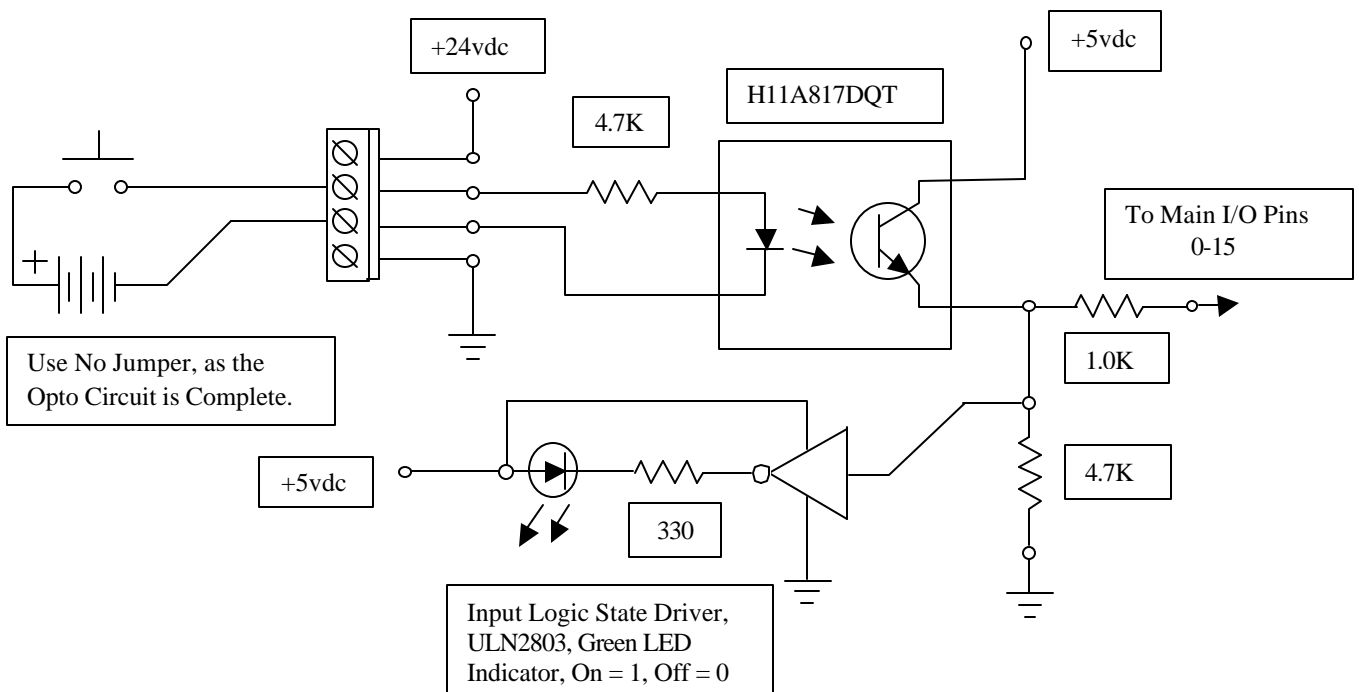 +24vdc
+5vdc
H11A817DQT
4.7K
To Main I/O Pins
0-15
+
1.0K
Use No Jumper, as the
Opto Circuit is Complete.
+5vdc
4.7K
330
Input Logic State Driver,
ULN2803, Green LED
Indicator, On = 1, Off = 0